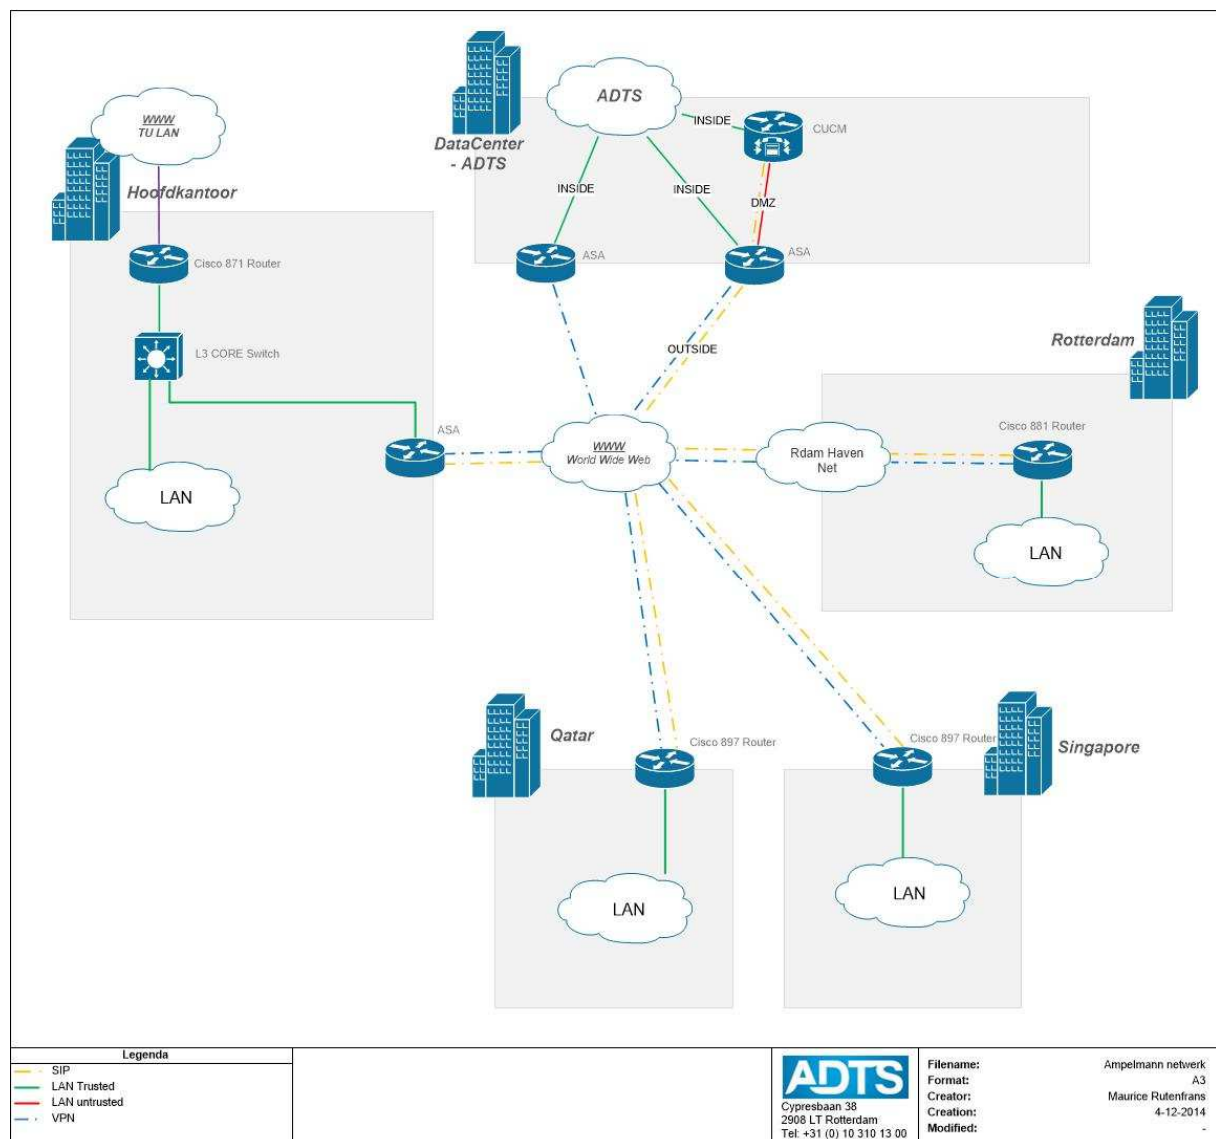 ADTS
WWW
TU LAN
DataCenter
- ADTS
INSIDE
CUCM
Hoofdkantoor
INSIDE
INSIDE
DMZ
ASA
ASA
Cisco 871 Router
L3 CORE Switch
OUTSIDE
Rotterdam
ASA
WWW
World Wide Web
Rdam Haven
Net
Cisco 881 Router
LAN
LAN
Qatar
Cisco 897 Router
Cisco 897 Router
Singapore
LAN
LAN
Legenda
SIP
LAN Trusted
LAN untrusted
VPN
ADTS
Cypresbaan 38
2908 LT Rotterdam
Tel: +31 (0) 10 310 13 00
Filename: Ampelmann netwerk
Format: A3
Creator: Maurice Rutenfrans
Creation: 4-12-2014
Modified: -